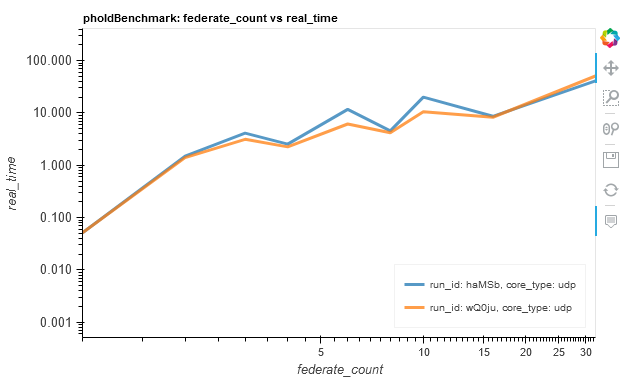 pholdBenchmark: federate_count vs real_time
100.000
10.000
1.000
0.100
0.010
0.001
real_time
run_id: haMSb, core_type: udp
run_id: wQ0ju, core_type: udp
5
10
15
20
25
30
federate_count